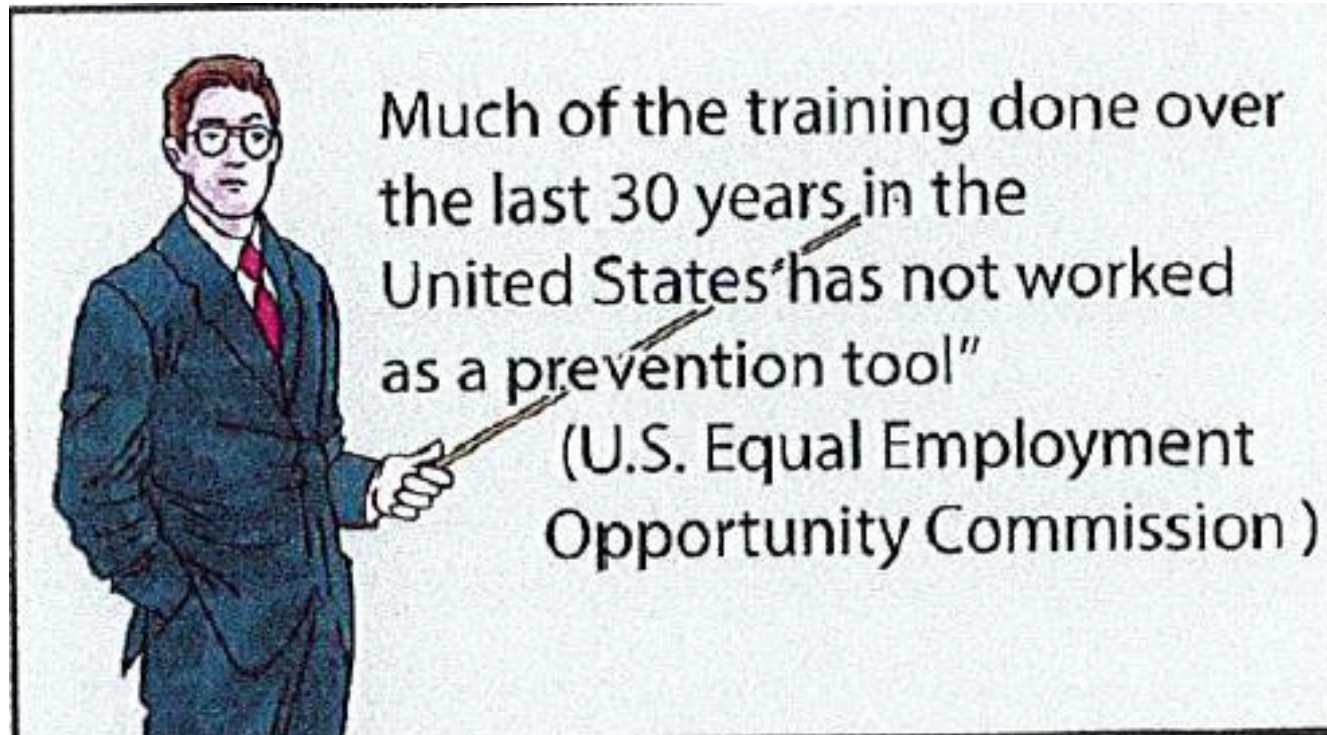 Much of the training done over
the last 30 years in the
United States “has not worked
as a prevention tool”
(U.S. Equal Employment
Opportunity Commission )